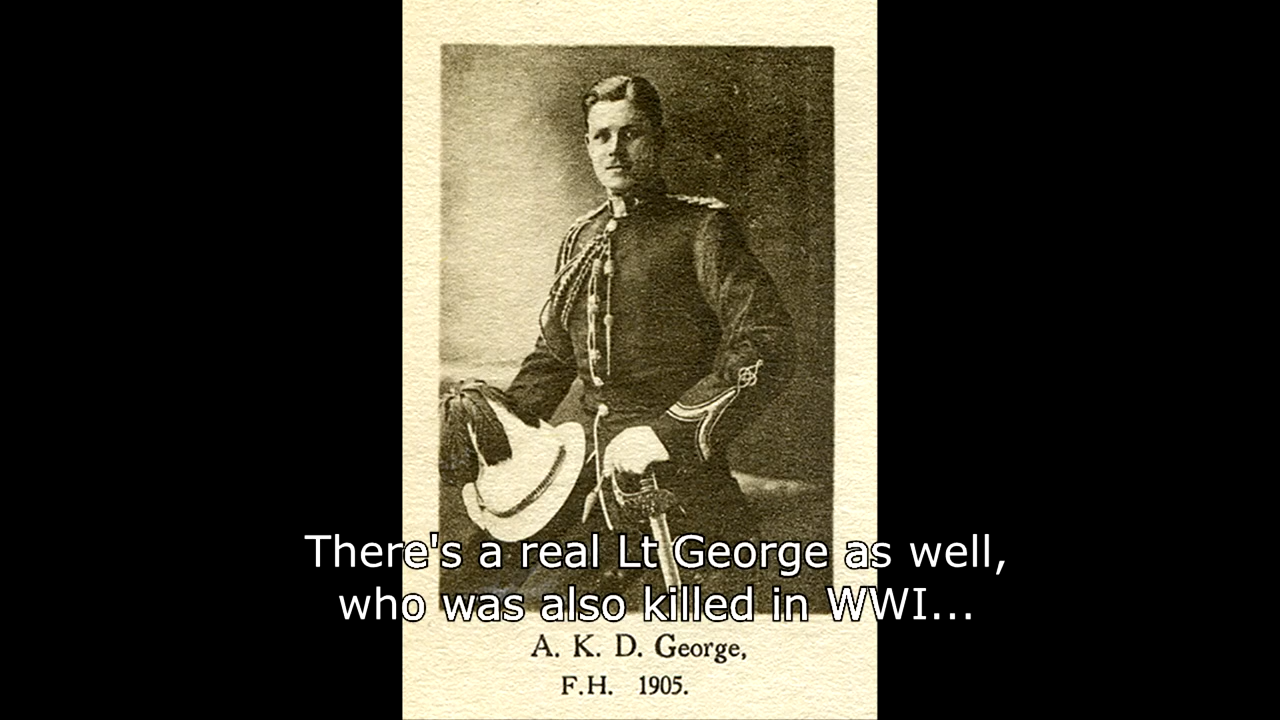 There's a real Lt George as well,
who was also killed in WWI...
A. K. D. George,
F.H. 1905.